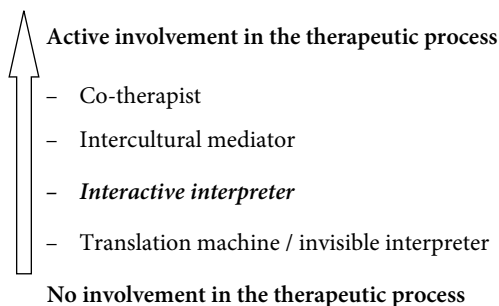 Active involvement in the therapeutic process
– Co-therapist
– Intercultural mediator
– Interactive interpreter
– Translation machine / invisible interpreter
No involvement in the therapeutic process